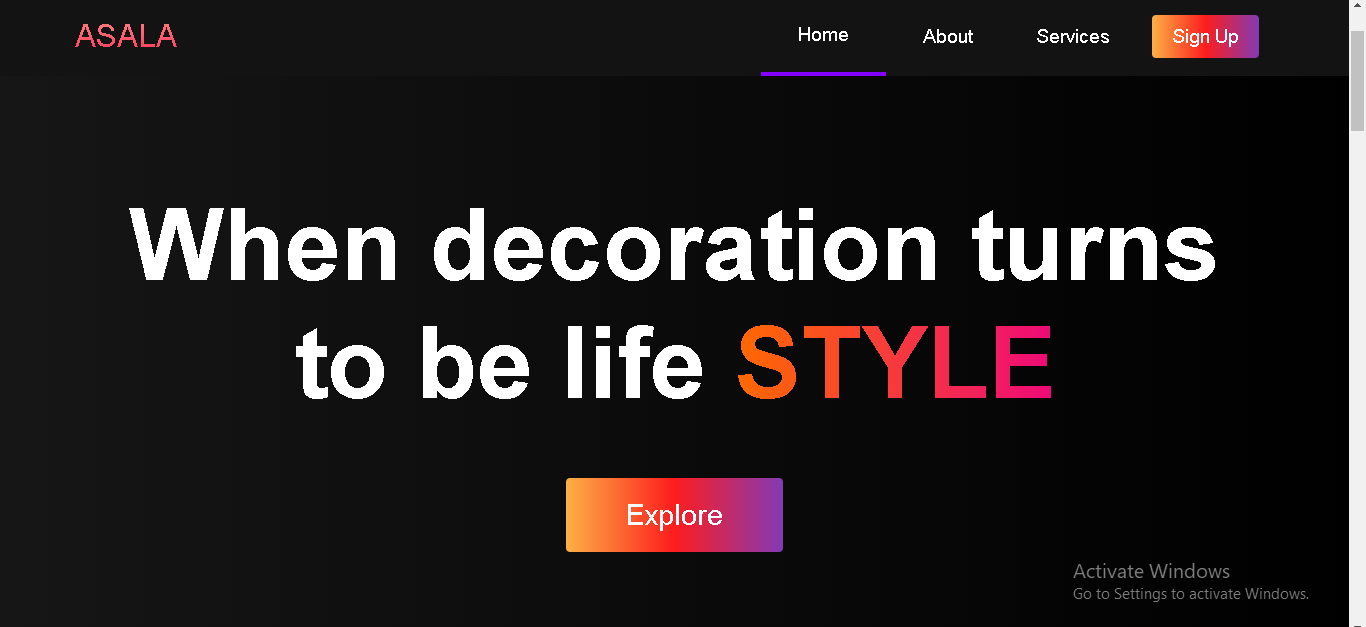 ASALA
Home About Services Sign Up
When decoration turns
to be life STYLE
Explore
Activate Windows
Go to Settings to activate Windows.